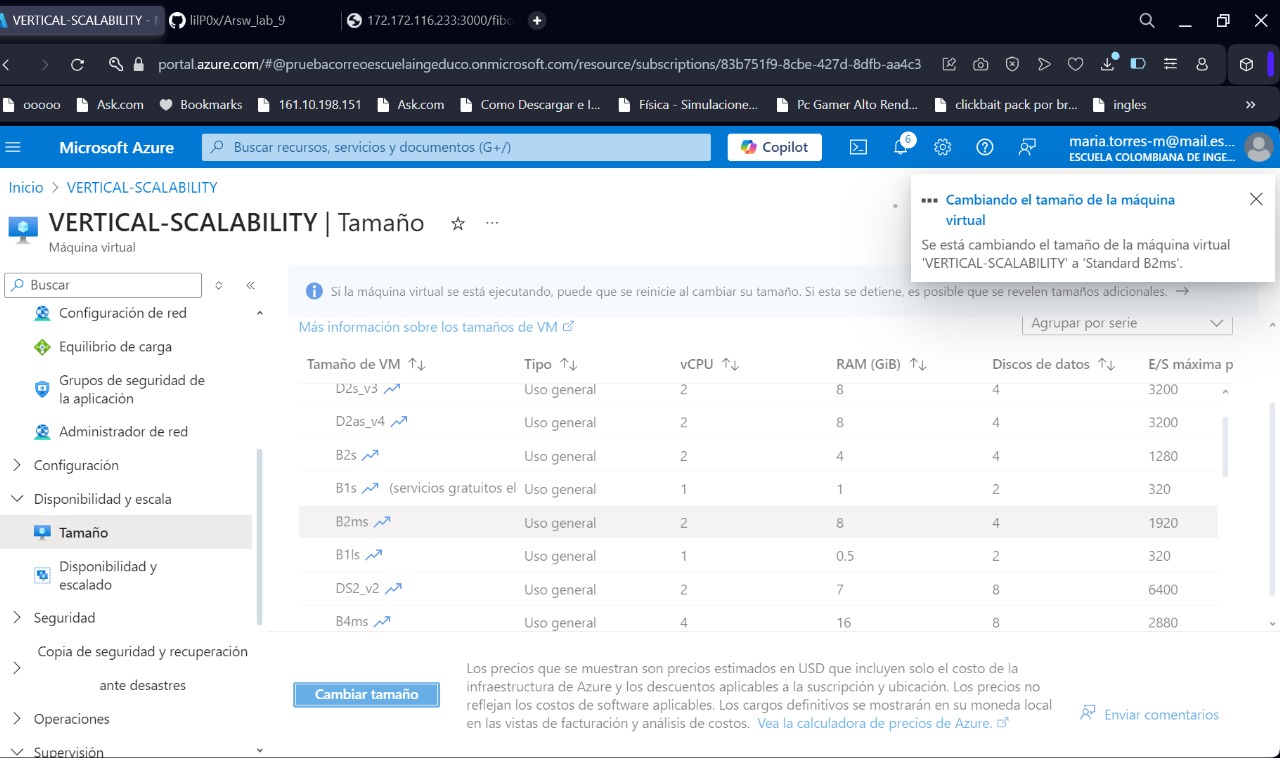 VERTICAL-SCALABILITY -
lilP0x/Arsw_lab_9
172.172.116.233:3000/fibo
portal.azure.com/#@pruebacorreoescuelaingeduco.onmicrosoft.com/resource/subscriptions/83b751f9-8cbe-427d-8dfb-aa4c3
ooooo
Ask.com
Bookmarks
161.10.198.151
Ask.com
Como Descargar e I...
Física - Simulacione...
Pc Gamer Alto Rend...
clickbait pack por br...
ingles
Microsoft Azure
Buscar recursos, servicios y documentos (G+/)
Copilot
6
maria.torres-m@mail.es...
ESCUELA COLOMBIANA DE INGE...
Inicio > VERTICAL-SCALABILITY
VERTICAL-SCALABILITY | Tamaño
Máquina virtual
Cambiando el tamaño de la máquina
virtual
Se está cambiando el tamaño de la máquina virtual
'VERTICAL-SCALABILITY' a 'Standard B2ms'.
Buscar
Configuración de red
Equilibrio de carga
Grupos de seguridad de
la aplicación
Administrador de red
Configuración
Disponibilidad y escala
Tamaño
Disponibilidad y
escalado
Seguridad
Copia de seguridad y recuperación
ante desastres
Operaciones
Supervisión
Si la máquina virtual se está ejecutando, puede que se reinicie al cambiar su tamaño. Si esta se detiene, es posible que se revelen tamaños adicionales.
Más información sobre los tamaños de VM
Agrupar por serie
Tamaño de VM Tipo vCPU RAM (GiB) Discos de datos E/S máxima p
D2s_v3 Uso general 2 8 4 3200
D2as_v4 Uso general 2 8 4 3200
B2s Uso general 2 4 4 1280
B1s (servicios gratuitos el Uso general 1 1 2 320
B2ms Uso general 2 8 4 1920
B1ls Uso general 1 0.5 2 320
DS2_v2 Uso general 2 7 8 6400
B4ms Uso general 4 16 8 2880
Cambiar tamaño
Los precios que se muestran son precios estimados en USD que incluyen solo el costo de la
infraestructura de Azure y los descuentos aplicables a la suscripción y ubicación. Los precios no
reflejan los costos de software aplicables. Los cargos definitivos se mostrarán en su moneda local
en las vistas de facturación y análisis de costos. Vea la calculadora de precios de Azure.
Enviar comentarios